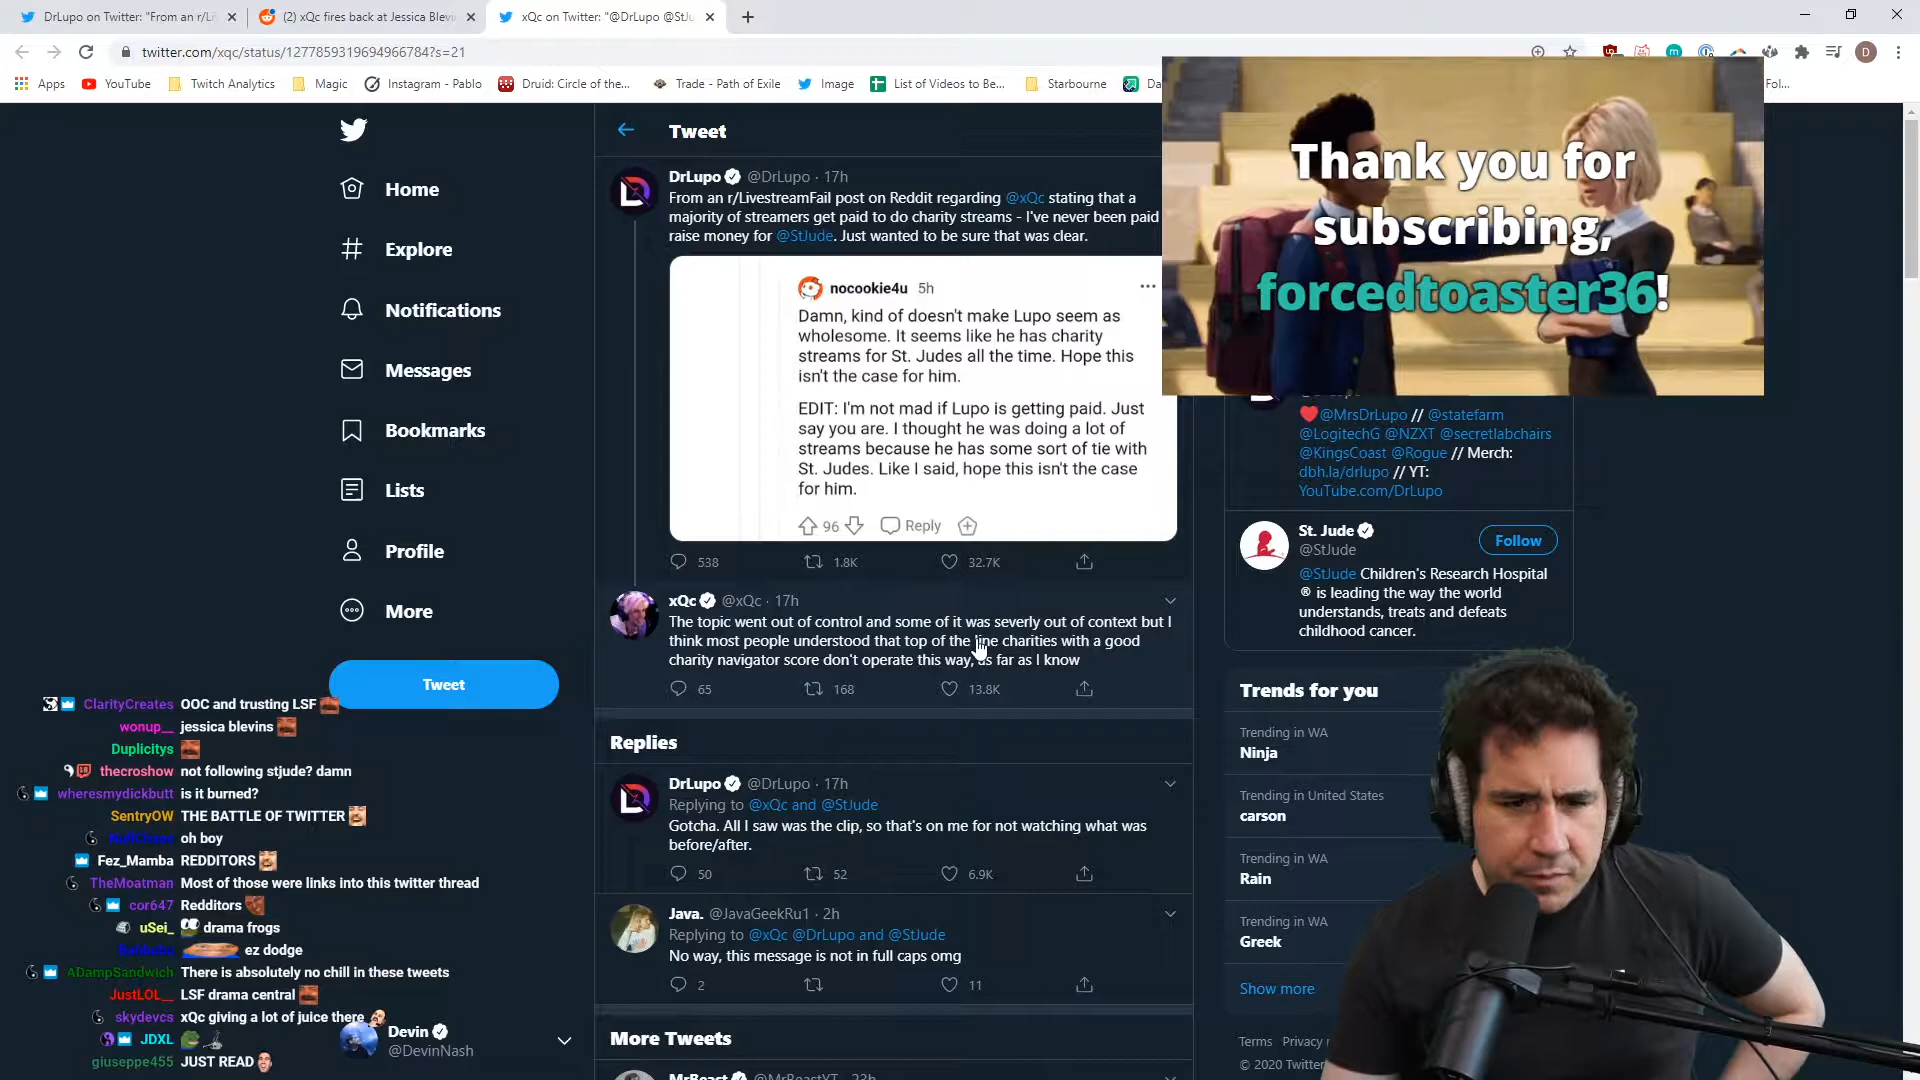 DrLupo on Twitter: "From an r/Li
(2) xQc fires back at Jessica Blevi
xQc on Twitter: "@DrLupo @StJu
twitter.com/xqc/status/1277859319694966784?s=21
Apps
YouTube
Twitch Analytics
Magic
Instagram - Pablo
Druid: Circle of the...
Trade - Path of Exile
Image
List of Videos to Be...
Starbourne
Da
Fol...
D
Home
Explore
Notifications
Messages
Bookmarks
Lists
Profile
More
Tweet
Tweet
DrLupo @DrLupo · 17h
From an r/LivestreamFail post on Reddit regarding @xQc stating that a
majority of streamers get paid to do charity streams - I've never been paid
raise money for @StJude. Just wanted to be sure that was clear.
nocookie4u 5h
Damn, kind of doesn't make Lupo seem as
wholesome. It seems like he has charity
streams for St. Judes all the time. Hope this
isn't the case for him.
EDIT: I'm not mad if Lupo is getting paid. Just
say you are. I thought he was doing a lot of
streams because he has some sort of tie with
St. Judes. Like I said, hope this isn't the case
for him.
96 Reply
538 1.8K 32.7K
xQc @xQc · 17h
The topic went out of control and some of it was severly out of context but I
think most people understood that top of the line charities with a good
charity navigator score don't operate this way, as far as I know
65 168 13.8K
Replies
DrLupo @DrLupo · 17h
Replying to @xQc and @StJude
Gotcha. All I saw was the clip, so that's on me for not watching what was
before/after.
50 52 6.9K
Java. @JavaGeekRu1 · 2h
Replying to @xQc @DrLupo and @StJude
No way, this message is not in full caps omg
2 11
More Tweets
MrBeast @MrBeastYT · 23h
Thank you for
subscribing,
forcedtoaster36!
@MrsDrLupo // @statefarm
@LogitechG @NZXT @secretlabchairs
@KingsCoast @Rogue // Merch:
dbh.la/drlupo // YT:
YouTube.com/DrLupo
St. Jude
@StJude
Follow
@StJude Children's Research Hospital
® is leading the way the world
understands, treats and defeats
childhood cancer.
Trends for you
Trending in WA
Ninja
Trending in United States
carson
Trending in WA
Rain
Trending in WA
Greek
Show more
Terms Privacy
© 2020 Twitter
ClarityCreates OOC and trusting LSF
wonup__ jessica blevins
Duplicitys
thecroshow not following stjude? damn
wheresmydickbutt is it burned?
SentryOW THE BATTLE OF TWITTER
oh boy
Fez_Mamba REDDITORS
TheMoatman Most of those were links into this twitter thread
cor647 Redditors
uSei_ drama frogs
ez dodge
ADampSandwich There is absolutely no chill in these tweets
JustLOL__ LSF drama central
skydevcs xQc giving a lot of juice there
JDXL
giuseppe455 JUST READ
Devin
@DevinNash